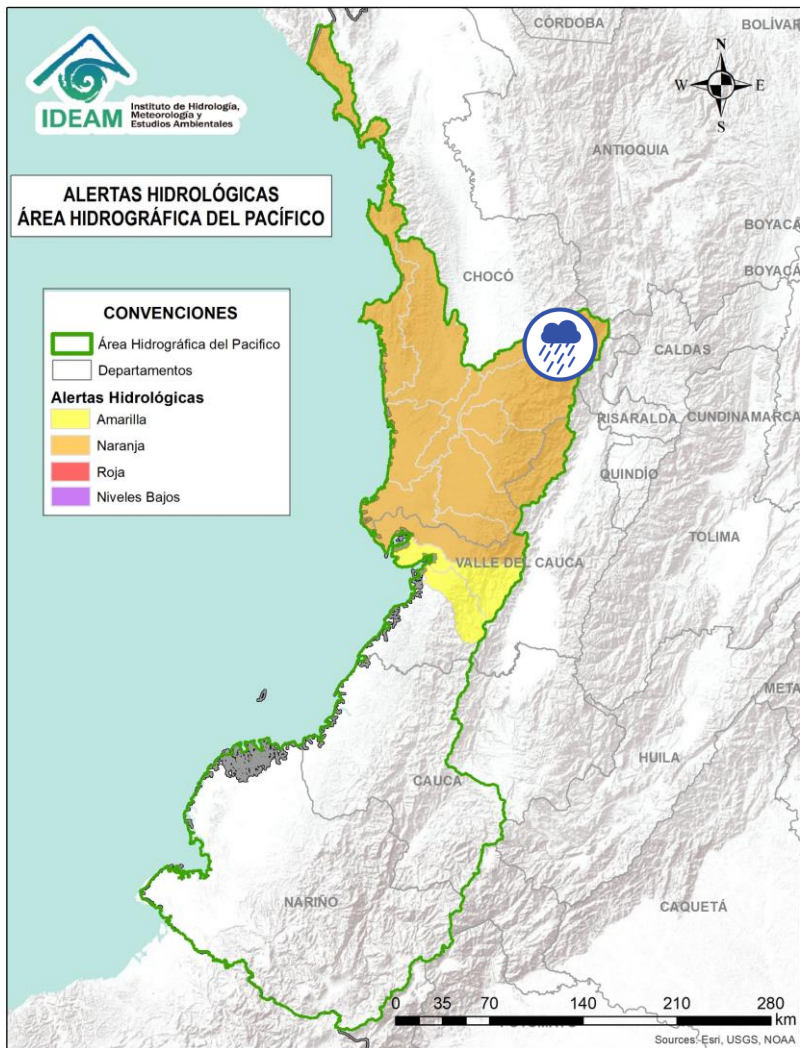 CÓRDOBA
BOLÍVAR
IDEAM
Instituto de Hidrología,
Meteorología y
Estudios Ambientales
N
W
E
S
ANTIOQUIA
ALERTAS HIDROLÓGICAS
ÁREA HIDROGRÁFICA DEL PACÍFICO
BOYACÁ
BOYACÁ
CHOCÓ
CONVENCIONES
Área Hidrográfica del Pacifico
Departamentos
Alertas Hidrológicas
Amarilla
Naranja
Roja
Niveles Bajos
CALDAS
RISARALDA
CUNDINAMARCA
QUINDÍO
TOLIMA
VALLE DEL CAUCA
META
HUILA
CAUCA
NARIÑO
CAQUETÁ
0 35 70 140 210 280
km
Sources: Esri, USGS, NOAA